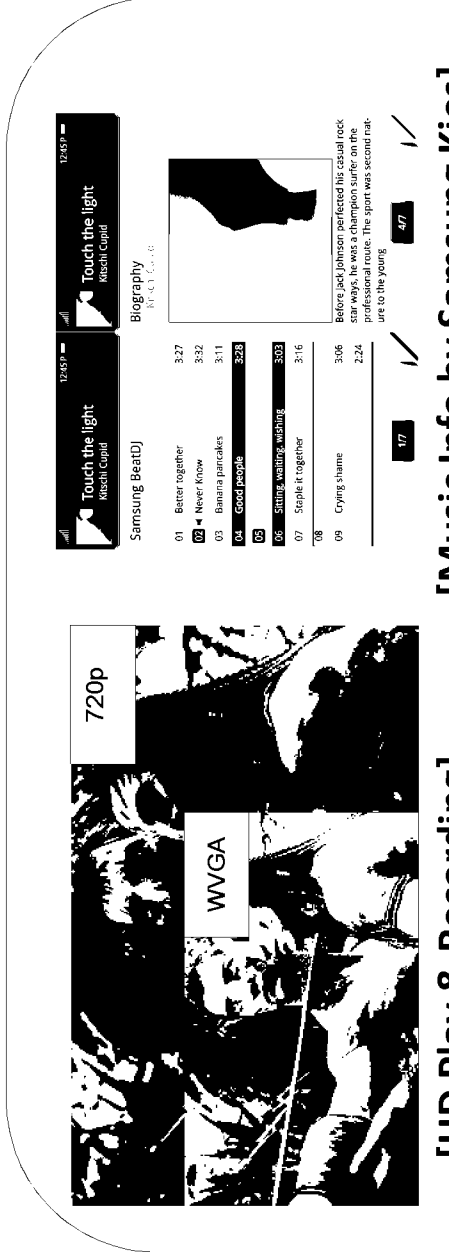 720p
WVGA
12:45 P
Touch the light
Kitschi Cupid
Samsung BeatDJ
01 Better together 3:27
02 Never Know 3:32
03 Banana pancakes 3:11
04 Good people 3:28
05
06 Sitting, waiting, wishing 3:03
07 Staple it together 3:16
08
09 Crying shame 3:06
2:24
1/7
12:45 P
Touch the light
Kitschi Cupid
Biography
Before Jack Johnson perfected his casual rock
star ways, he was a champion surfer on the
professional route. The sport was second nat-
ure to the young
4/7
[HD Play & Recording]
[Music Info by Samsung Kies]